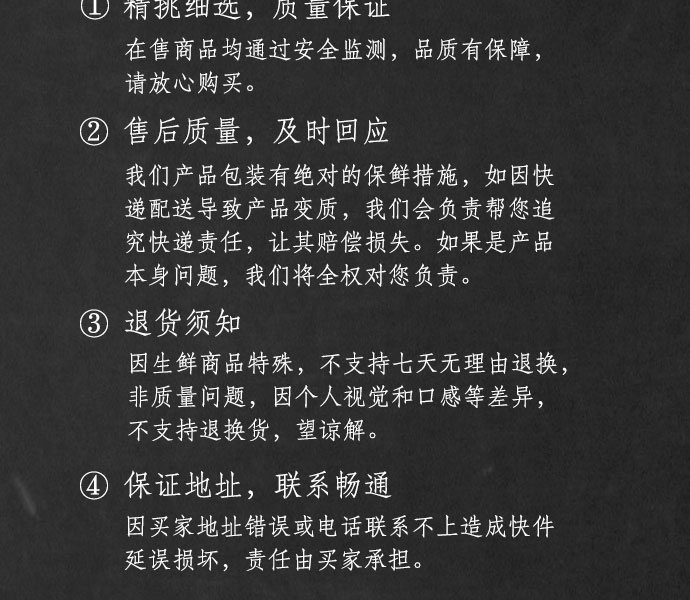 ① 精挑细选，质量保证
在售商品均通过安全监测，品质有保障，
请放心购买。
② 售后质量，及时回应
我们产品包装有绝对的保鲜措施，如因快
递配送导致产品变质，我们会负责帮您追
究快递责任，让其赔偿损失。如果是产品
本身问题，我们将全权对您负责。
③ 退货须知
因生鲜商品特殊，不支持七天无理由退换，
非质量问题，因个人视觉和口感等差异，
不支持退换货，望谅解。
④ 保证地址，联系畅通
因买家地址错误或电话联系不上造成快件
延误损坏，责任由买家承担。